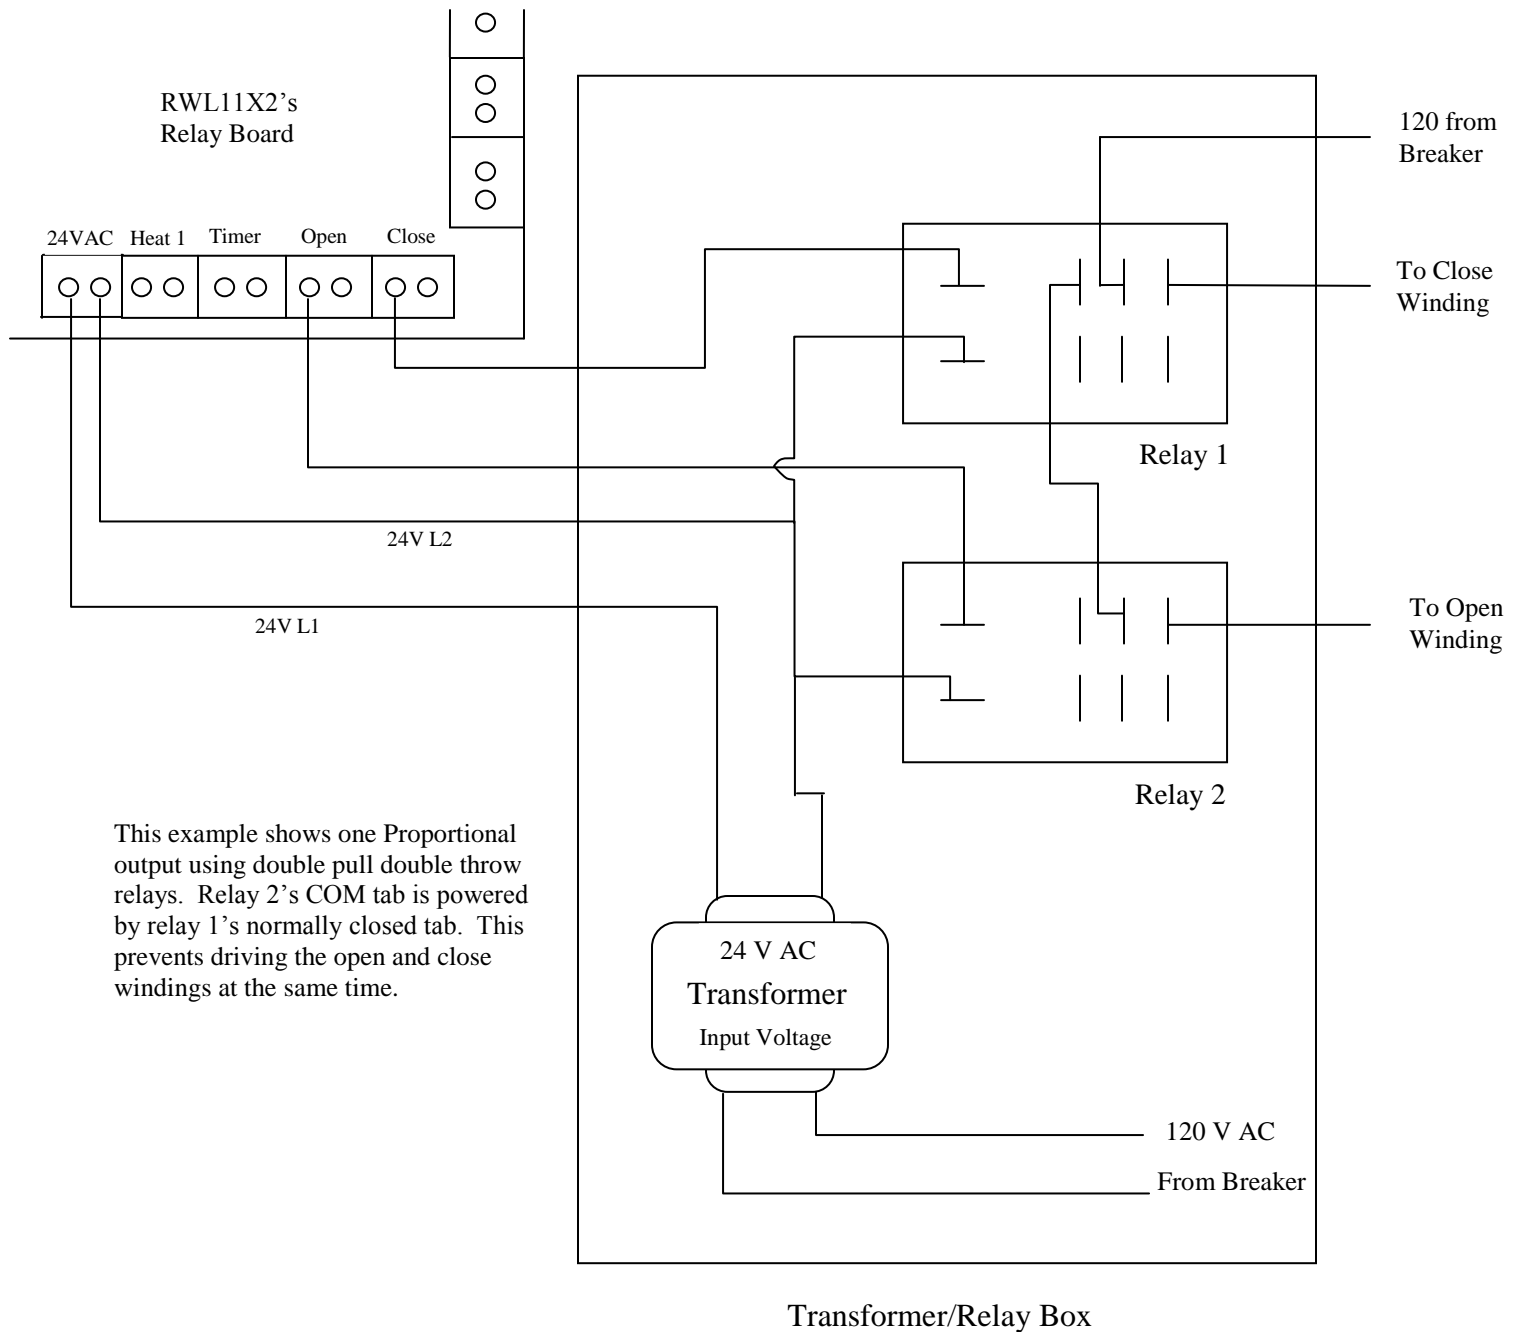 RWL11X2’s
Relay Board
120 from
Breaker
24VAC Heat 1 Timer Open Close
To Close
Winding
Relay 1
24V L2
24V L1
To Open
Winding
Relay 2
This example shows one Proportional
output using double pull double throw
relays. Relay 2’s COM tab is powered
by relay 1’s normally closed tab. This
prevents driving the open and close
windings at the same time.
24 V AC
Transformer
Input Voltage
120 V AC
From Breaker
Transformer/Relay Box